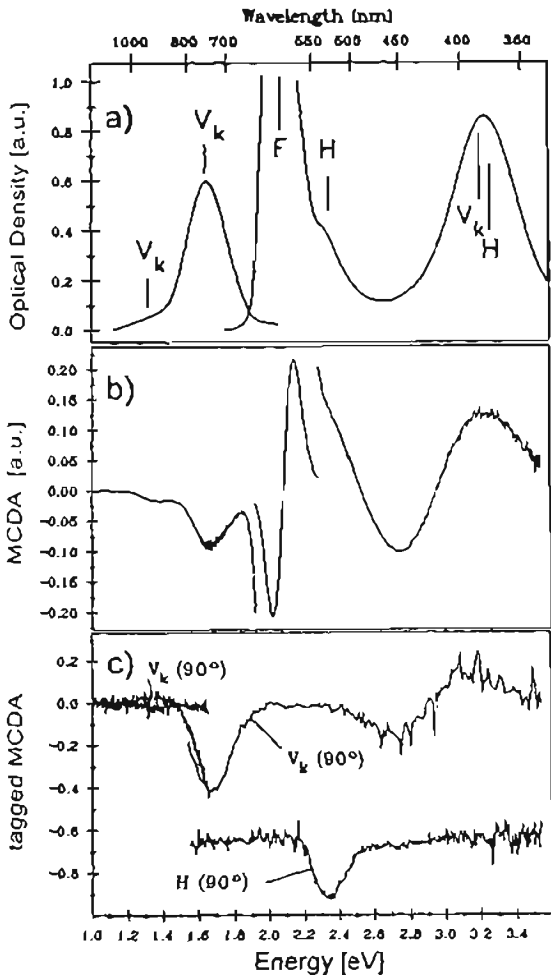 Wavelength [nm]
1000 800 700 550 500 450 400 360
a)
Optical Density [a.u.]
1.0
0.8
0.6
0.4
0.2
0.0
V_k
V_k
F
H
V_k
H
b)
MCDA [a.u.]
0.20
0.15
0.10
0.05
0.00
-0.05
-0.10
-0.15
-0.20
c)
tagged MCDA
0.2
0.0
-0.2
-0.4
-0.6
-0.8
V_k (90°)
V_k (90°)
H (90°)
1.0 1.2 1.4 1.6 1.8 2.0 2.2 2.4 2.6 2.8 3.0 3.2 3.4
Energy [eV]